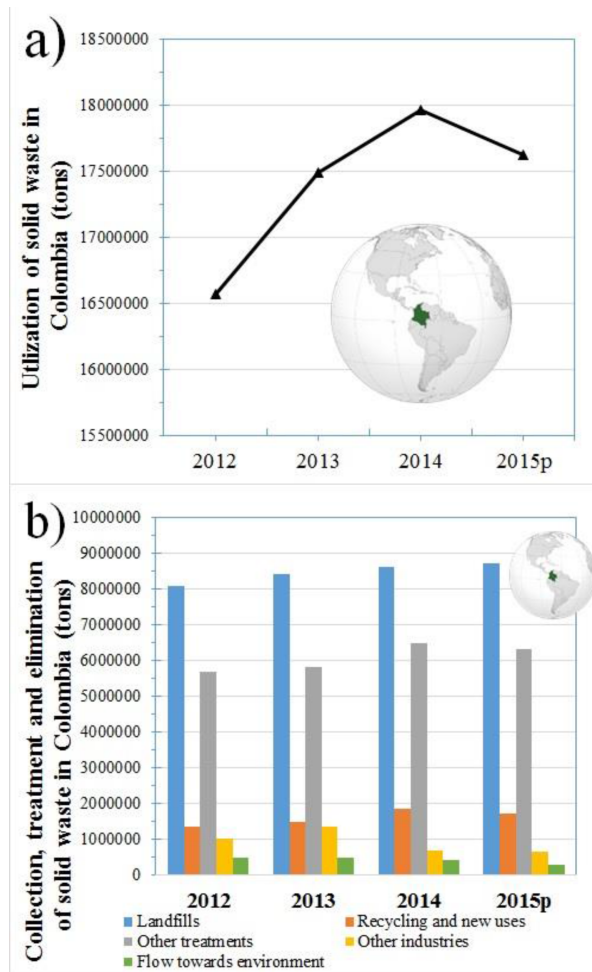 a)
Utlization of solid waste in
Colombia (tons)
18500000
18000000
17500000
17000000
16500000
16000000
15500000
2012 2013 2014 2015p
b)
Collection, treatment and elimination
of solid waste in Colombia (tons)
10000000
9000000
8000000
7000000
6000000
5000000
4000000
3000000
2000000
1000000
0
2012 2013 2014 2015p
Landfills Recycling and new uses
Other treatments Other industries
Flow towards environment